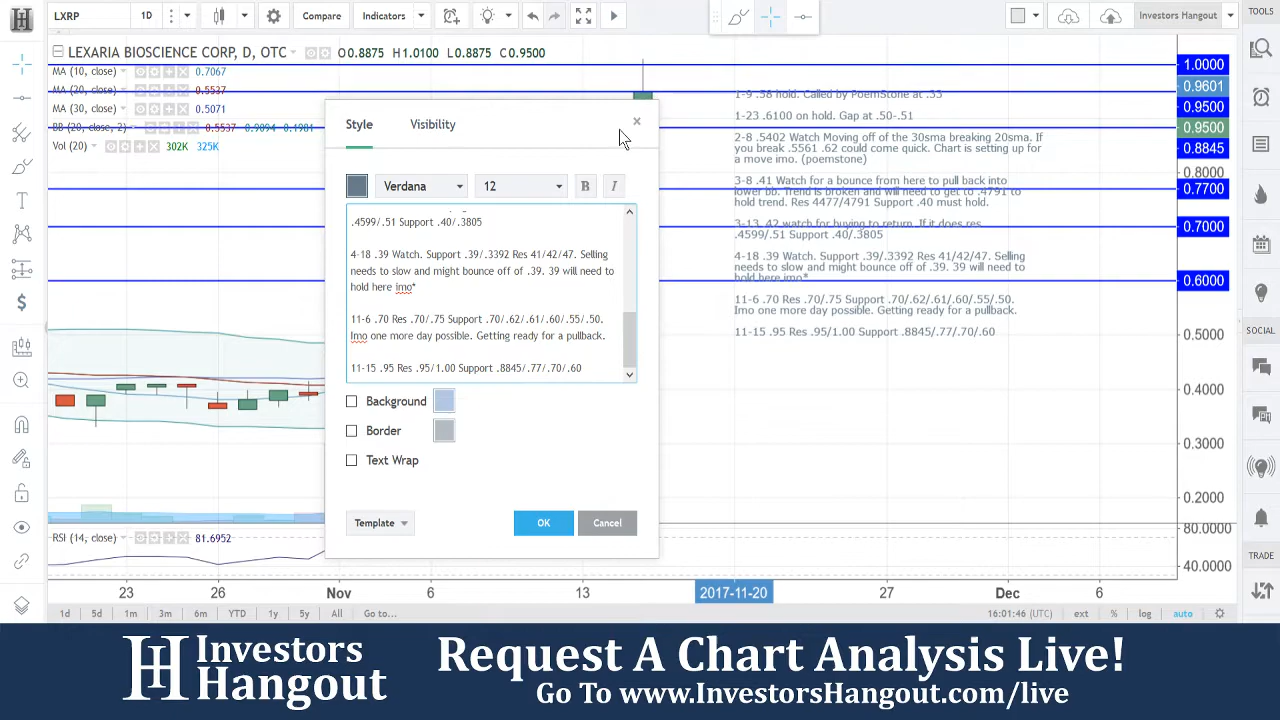 LXRP 1D Compare Indicators Investors Hangout TOOLS
LEXARIA BIOSCIENCE CORP, D, OTC O0.8875 H1.0100 L0.8875 C0.9500
MA (10, close) 0.7067
MA (20, close) 0.5537
MA (30, close) 0.5071
BB (20, close, 2) 0.5537 0.9094 0.1981
Vol (20) 302K 325K
1.0000
0.9601
0.9500
0.9500
0.8845
0.8000
0.7700
0.7000
0.6000
0.5000
0.4000
0.3000
0.2000
80.0000
40.0000
Style Visibility
Verdana 12 B I
.4599/.51 Support .40/.3805
4-18 .39 Watch. Support .39/.3392 Res 41/42/47. Selling
needs to slow and might bounce off of .39. 39 will need to
hold here imo*
11-6 .70 Res .70/.75 Support .70/.62/.61/.60/.55/.50.
Imo one more day possible. Getting ready for a pullback.
11-15 .95 Res .95/1.00 Support .8845/.77/.70/.60
Background
Border
Text Wrap
Template OK Cancel
1-9 .58 hold. Called by PoemStone at .33
1-23 .6100 on hold. Gap at .50-.51
2-8 .5402 Watch Moving off of the 30sma breaking 20sma. If
you break .5561 .62 could come quick. Chart is setting up for
a move imo. (poemstone)
3-8 .41 Watch for a bounce from here to pull back into
lower bb. Trend is broken and will need to get to .4791 to
hold trend. Res 4477/4791 Support .40 must hold.
3-13 .42 watch for buying to return. If it does res
.4599/.51 Support .40/.3805
4-18 .39 Watch. Support .39/.3392 Res 41/42/47. Selling
needs to slow and might bounce off of .39. 39 will need to
hold here imo*
11-6 .70 Res .70/.75 Support .70/.62/.61/.60/.55/.50.
Imo one more day possible. Getting ready for a pullback.
11-15 .95 Res .95/1.00 Support .8845/.77/.70/.60
SOCIAL
TRADE
RSI (14, close) 81.6952
23 26 Nov 6 13 2017-11-20 27 Dec 6
1d 5d 1m 3m 6m YTD 1y 5y All Go to... 16:01:46 (UTC) ext % log auto
Investors
Hangout
Request A Chart Analysis Live!
Go To www.InvestorsHangout.com/live